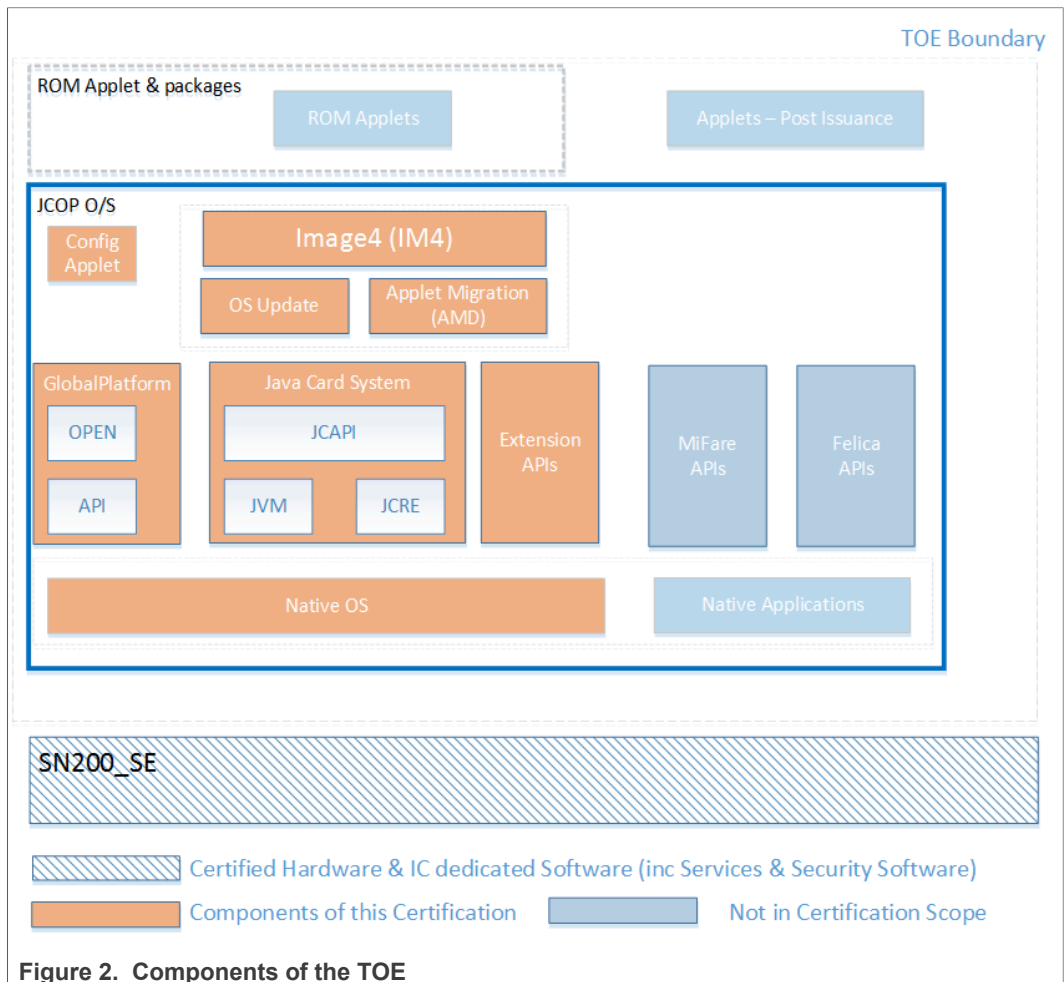 TOE Boundary
ROM Applet & packages
ROM Applets
Applets – Post Issuance
JCOP O/S
Config
Applet
Image4 (IM4)
OS Update
Applet Migration
(AMD)
GlobalPlatform
OPEN
API
Java Card System
JCAPI
JVM
JCRE
Extension
APIs
MiFare
APIs
Felica
APIs
Native OS
Native Applications
SN200_SE
Certified Hardware & IC dedicated Software (inc Services & Security Software)
Components of this Certification
Not in Certification Scope
Figure 2. Components of the TOE